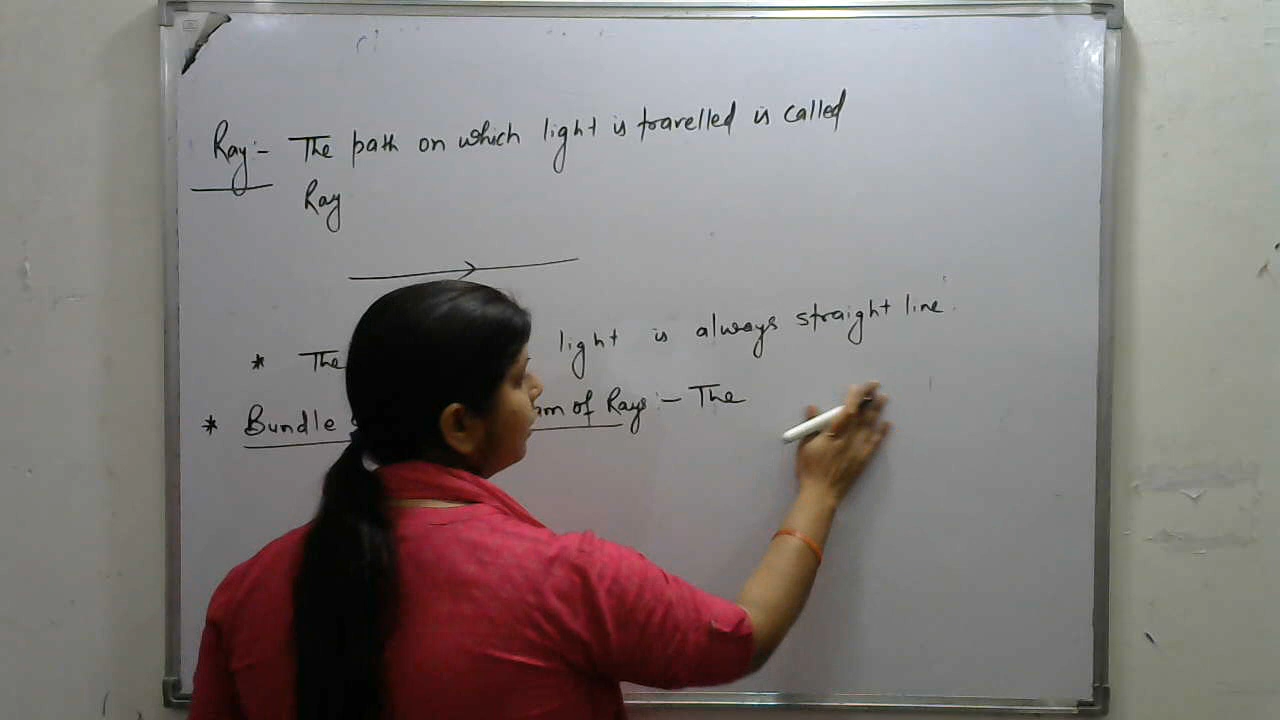 Ray:- The path on which light is travelled is called
Ray
* The light is always straight line.
* Bundle of Rays:- The